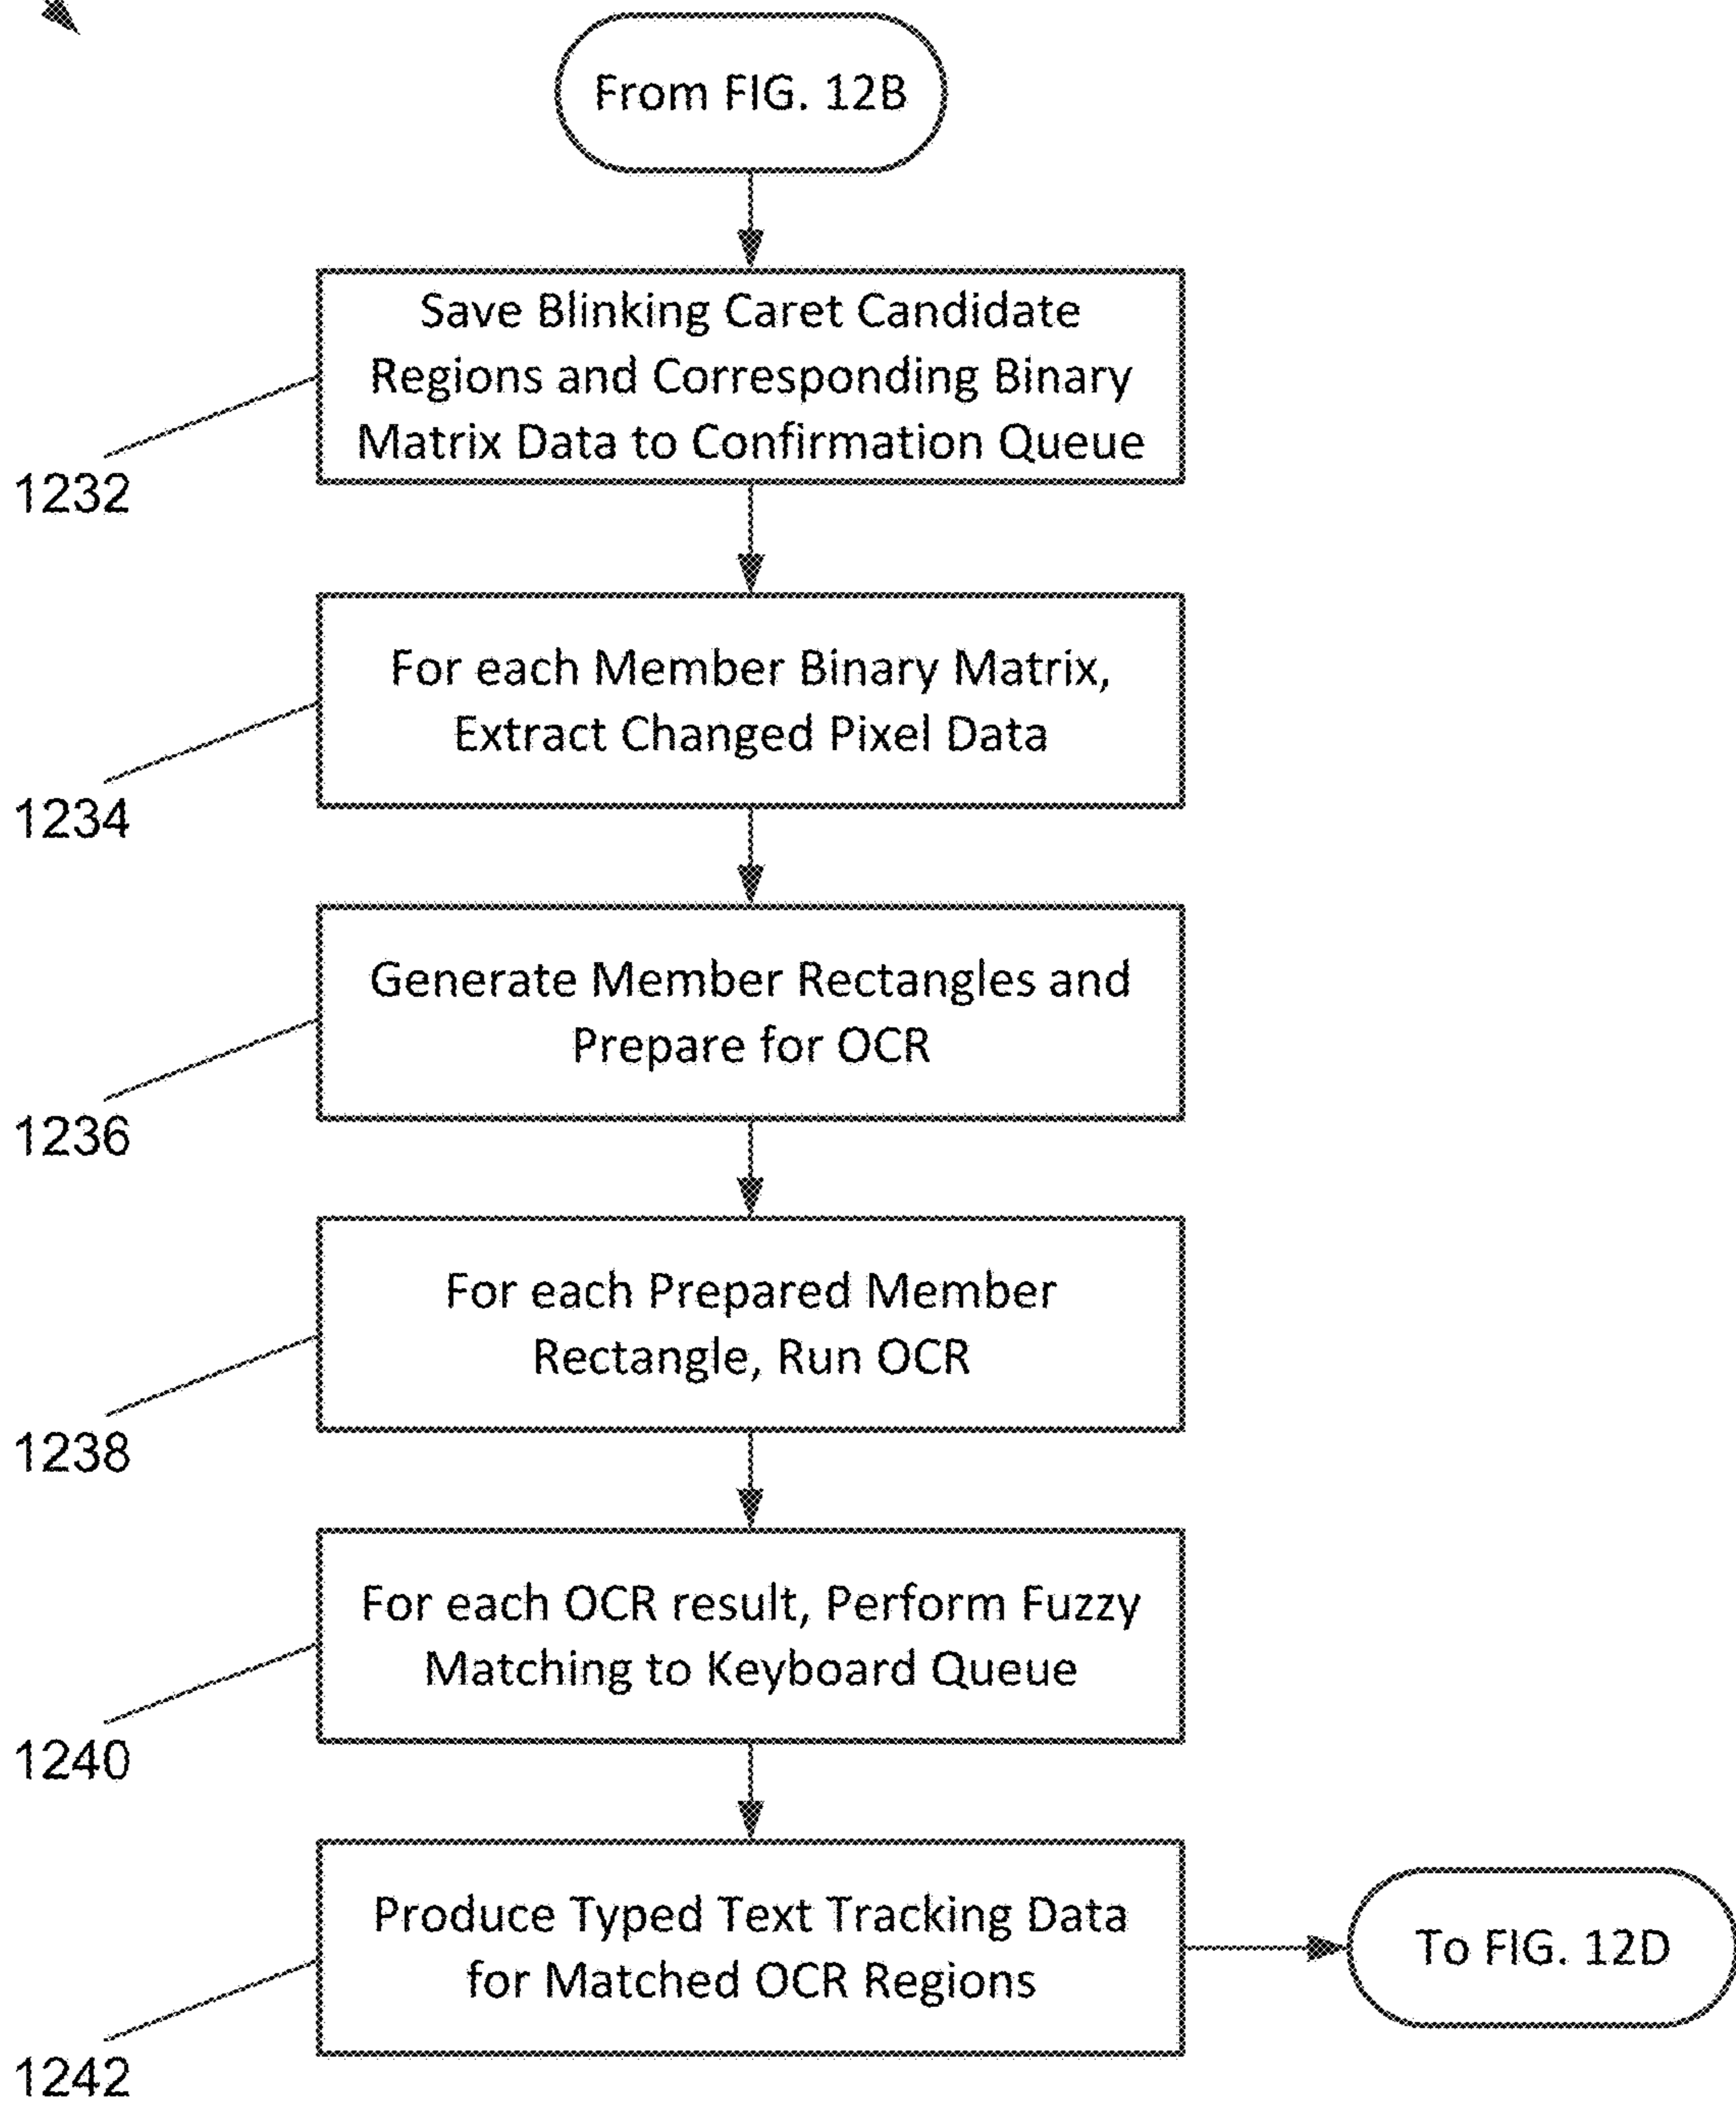 From FIG. 12B
Save Blinking Caret Candidate
Regions and Corresponding Binary
Matrix Data to Confirmation Queue
1232
For each Member Binary Matrix,
Extract Changed Pixel Data
1234
Generate Member Rectangles and
Prepare for OCR
1236
For each Prepared Member
Rectangle, Run OCR
1238
For each OCR result, Perform Fuzzy
Matching to Keyboard Queue
1240
Produce Typed Text Tracking Data
for Matched OCR Regions
1242
To FIG. 12D